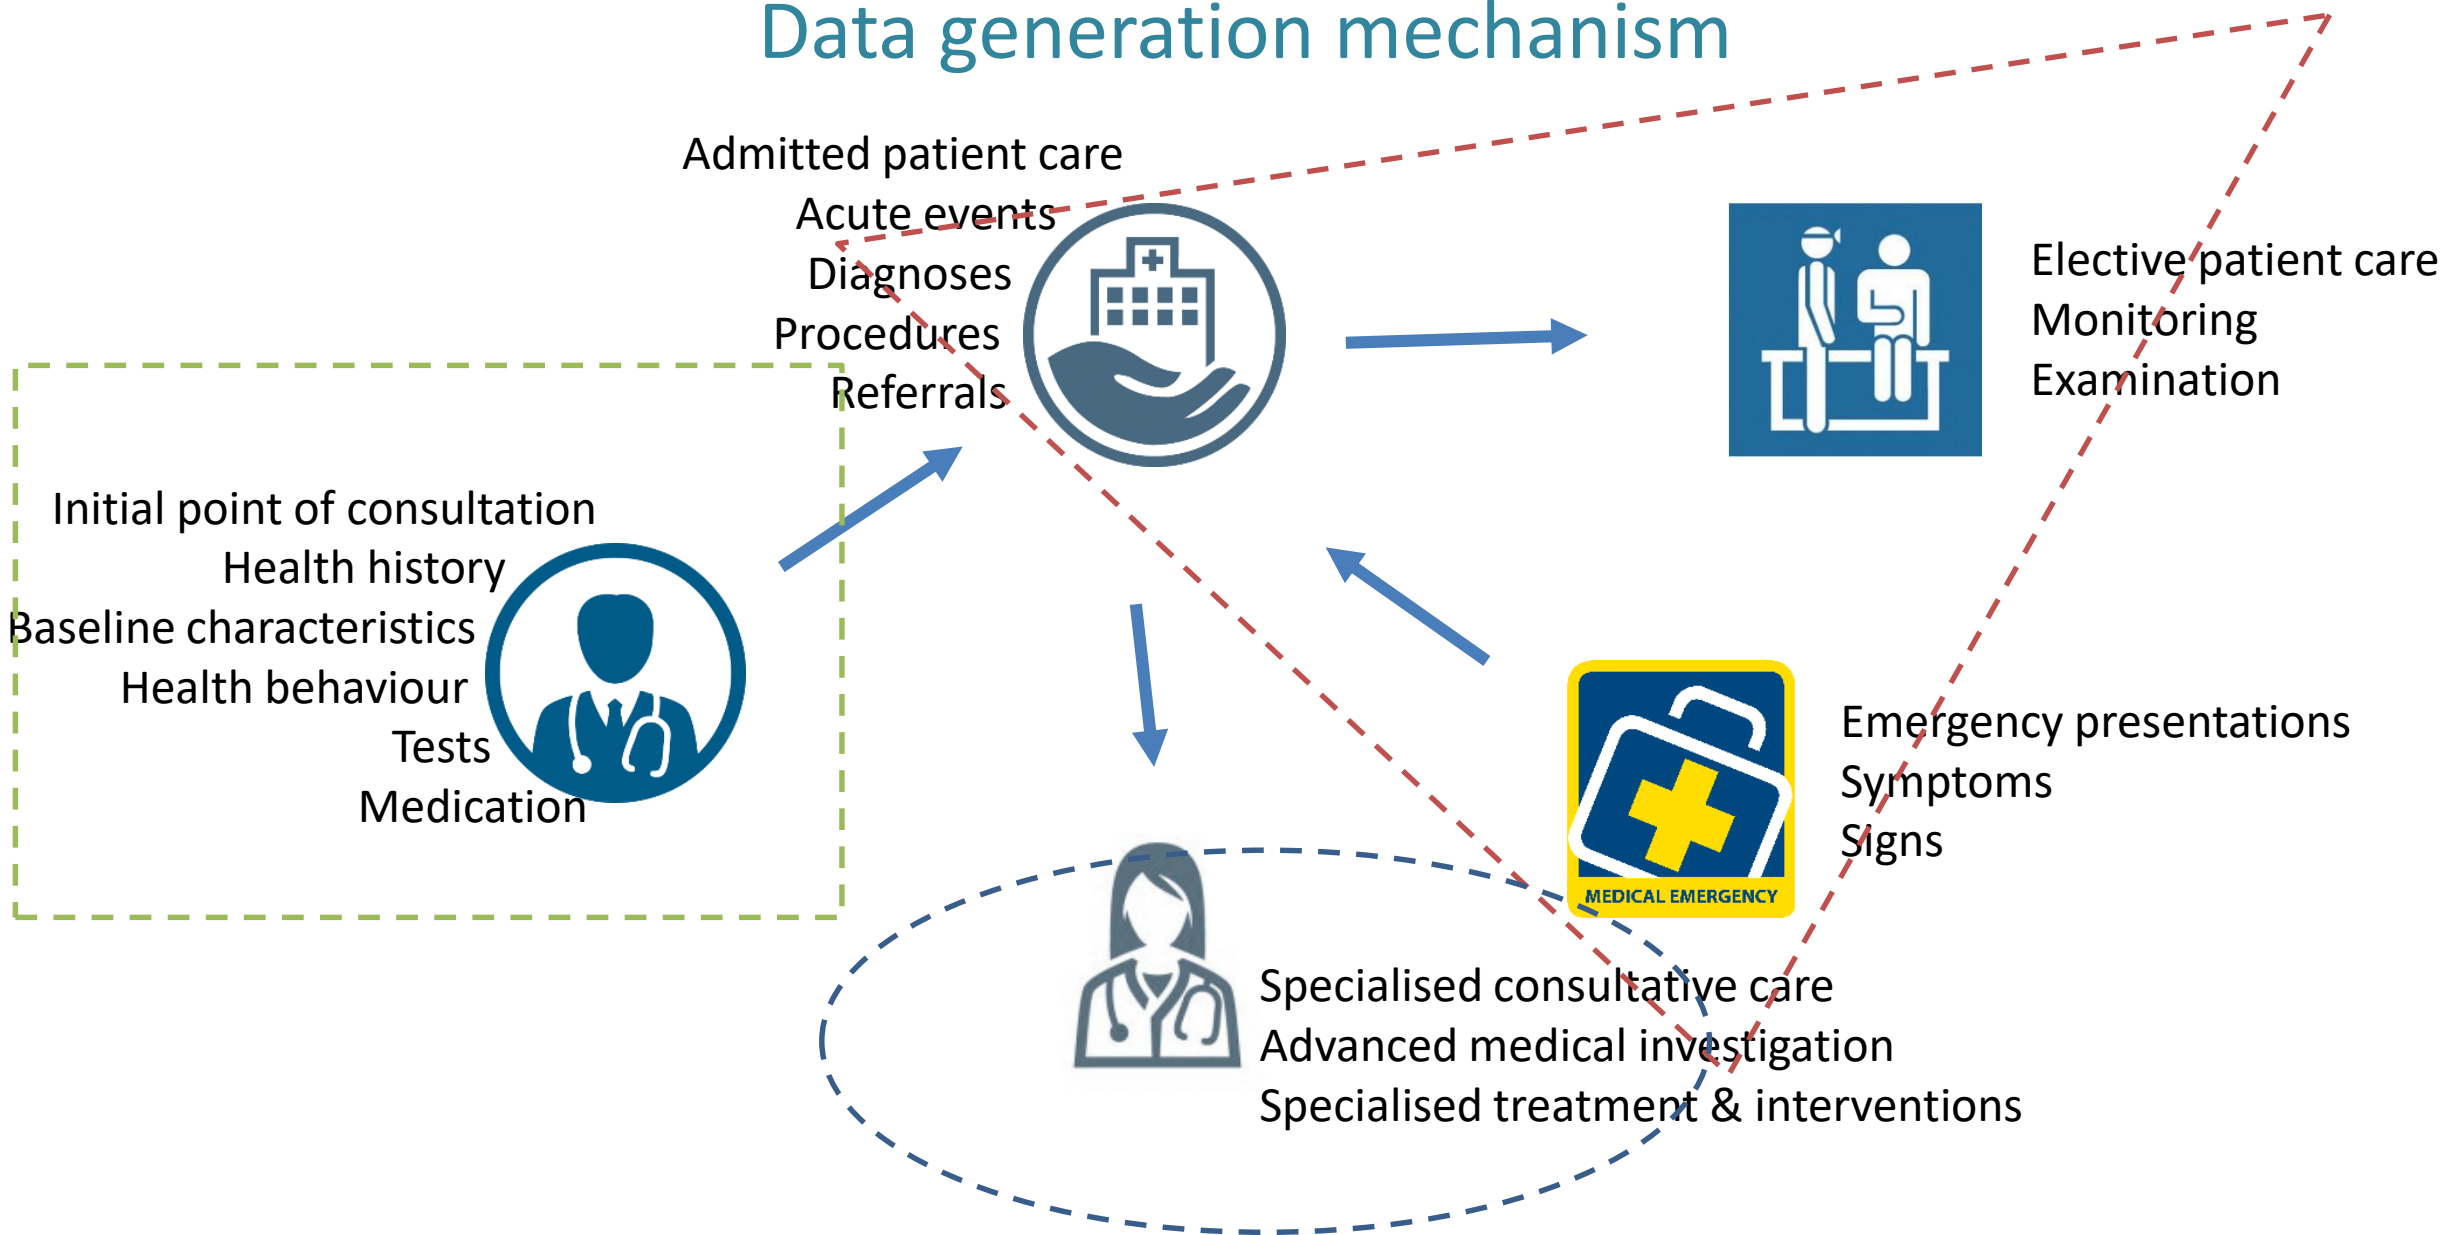 Data generation mechanism
Admitted patient care
Acute events
Diagnoses
Procedures
Referrals
Elective patient care
Monitoring
Examination
Initial point of consultation
Health history
Baseline characteristics
Health behaviour
Tests
Medication
Emergency presentations
Symptoms
Signs
MEDICAL EMERGENCY
Specialised consultative care
Advanced medical investigation
Specialised treatment & interventions